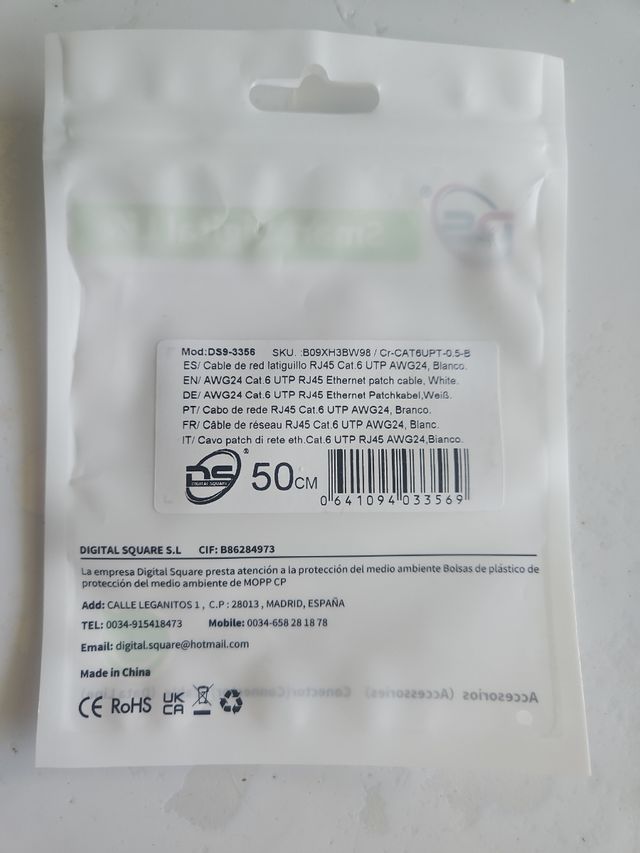 Mod:DS9-3356 SKU. :B09XH3BW98 / Cr-CAT6UPT-0.5-B
ES/ Cable de red latiguillo RJ45 Cat.6 UTP AWG24, Blanco.
EN/ AWG24 Cat.6 UTP RJ45 Ethernet patch cable, White.
DE/ AWG24 Cat.6 UTP RJ45 Ethernet Patchkabel,Weiß.
PT/ Cabo de rede RJ45 Cat.6 UTP AWG24, Branco.
FR/ Câble de réseau RJ45 Cat.6 UTP AWG24, Blanc.
IT/ Cavo patch di rete eth.Cat.6 UTP RJ45 AWG24,Bianco.
DS ® DIGITAL SQUARE 50CM
0 641094 033569
DIGITAL SQUARE S.L CIF: B86284973
La empresa Digital Square presta atención a la protección del medio ambiente Bolsas de plástico de
protección del medio ambiente de MOPP CP
Add: CALLE LEGANITOS 1 , C.P : 28013 , MADRID, ESPAÑA
TEL: 0034-915418473 Mobile: 0034-658 28 18 78
Email: digital.square@hotmail.com
Made in China
CE RoHS UK CA